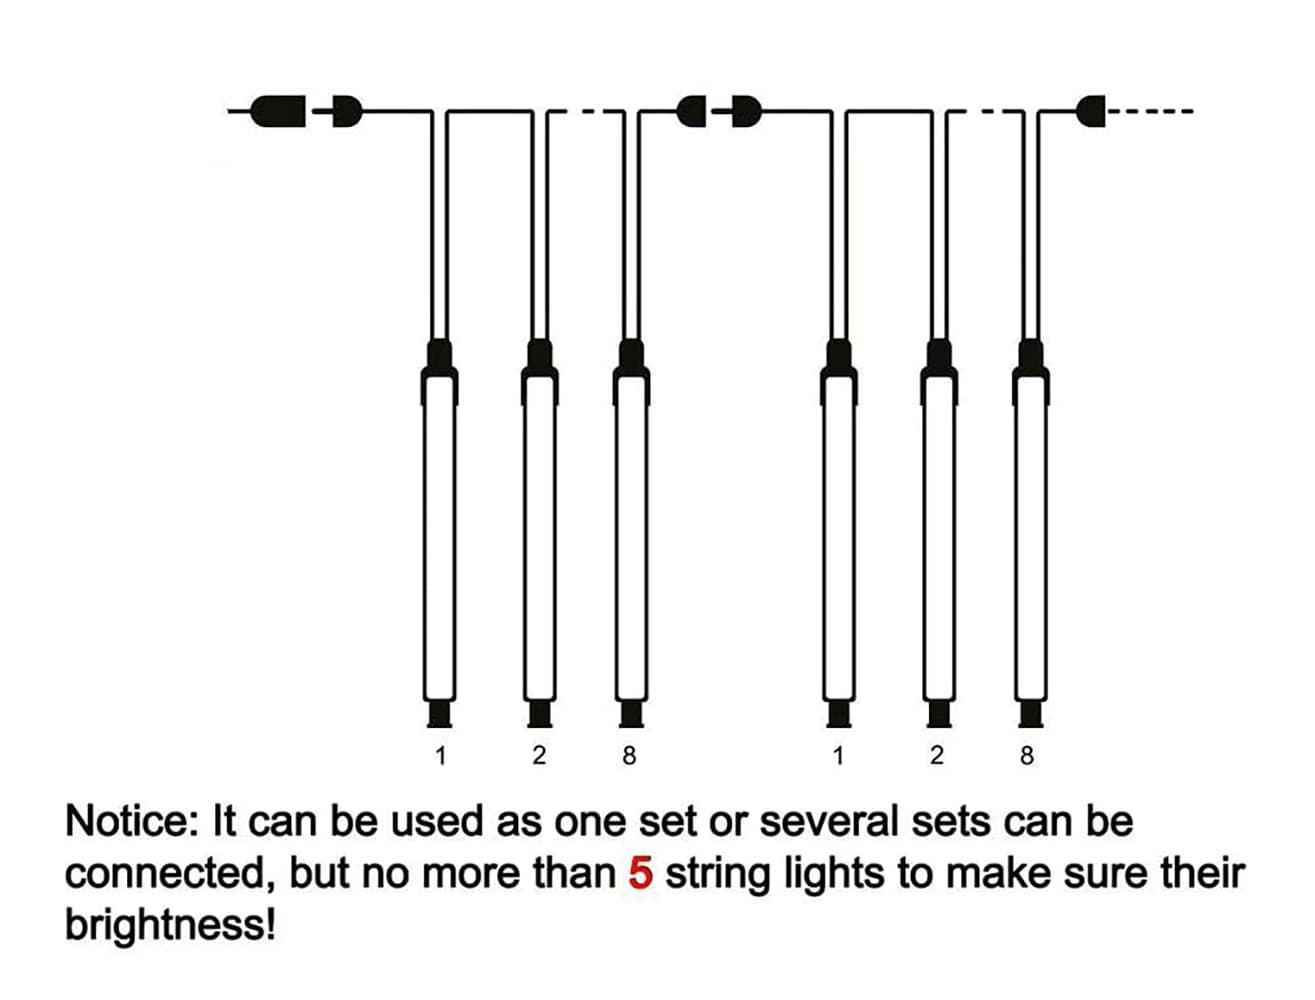 1 2 8 1 2 8
Notice: It can be used as one set or several sets can be
connected, but no more than 5 string lights to make sure their
brightness!